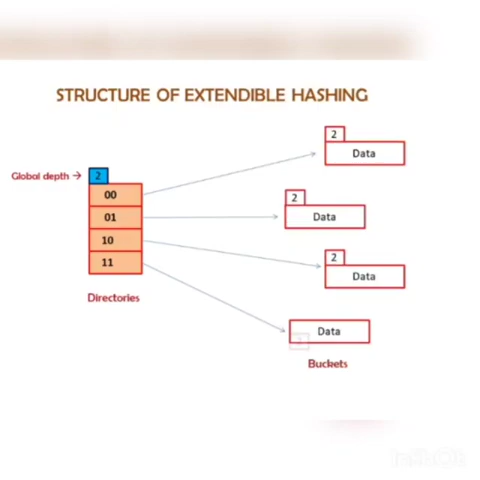 STRUCTURE OF EXTENDIBLE HASHING
2
Data
Global depth → 2
00
2
01
Data
10
2
11
Data
Directories
Data
Buckets